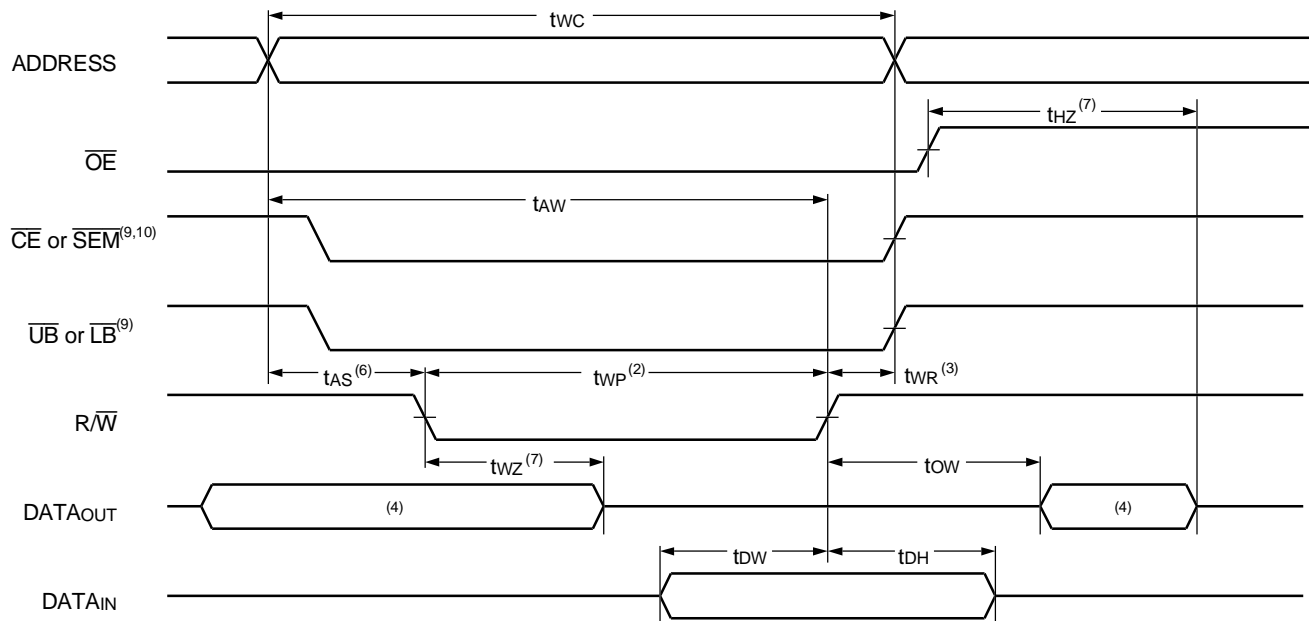 tWC
ADDRESS
tHZ(7)
OE
tAW
CE or SEM(9,10)
UB or LB(9)
tAS(6)
tWP(2)
tWR(3)
R/W
tWZ(7)
tOW
DATAOUT
(4)
(4)
tDW
tDH
DATAIN